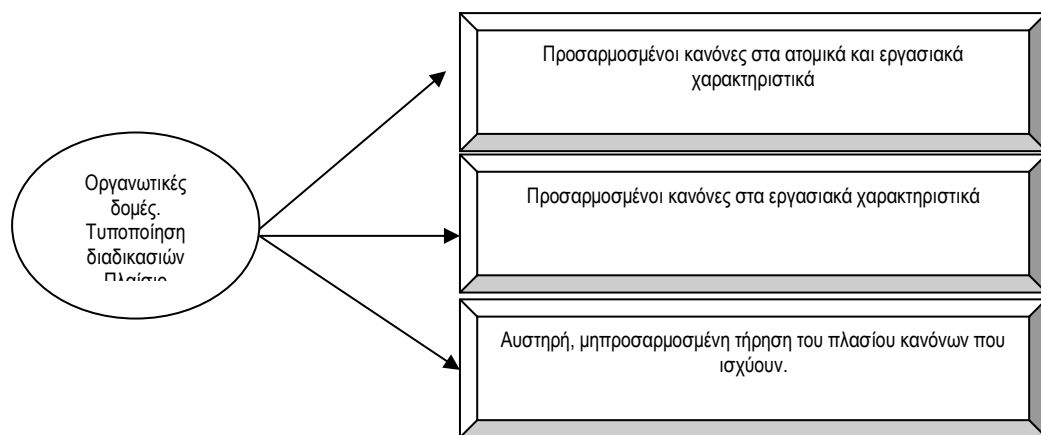 Προσαρμοσμένοι κανόνες στα ατομικά και εργασιακά
χαρακτηριστικά
Οργανωτικές
δομές.
Τυποποίηση
διαδικασιών
Πλαίσιο
Προσαρμοσμένοι κανόνες στα εργασιακά χαρακτηριστικά
Αυστηρή, μηπροσαρμοσμένη τήρηση του πλασίου κανόνων που
ισχύουν.